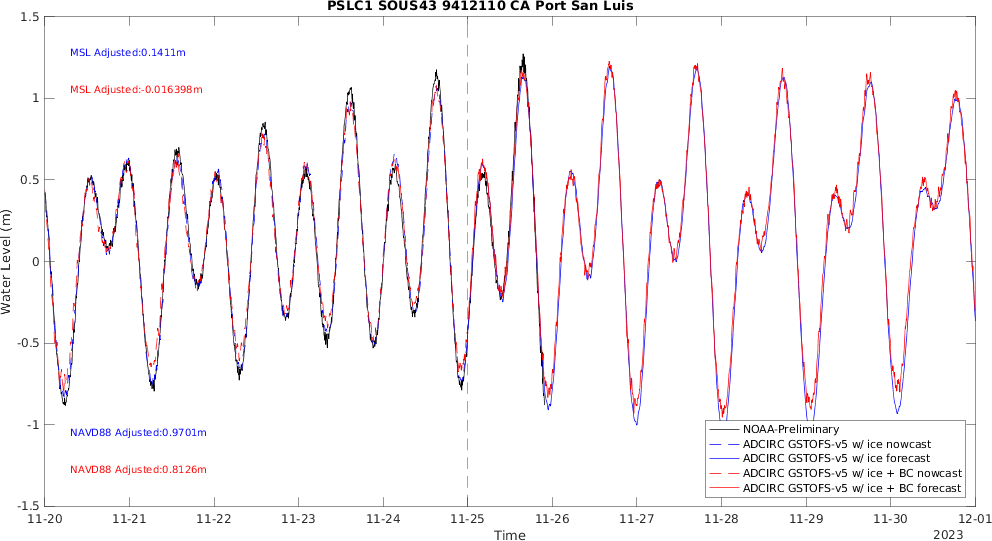 PSLC1 SOUS43 9412110 CA Port San Luis
1.5
MSL Adjusted:0.1411m
MSL Adjusted:-0.016398m
1
0.5
0
Water Level (m)
-0.5
-1
NAVD88 Adjusted:0.9701m
NAVD88 Adjusted:0.8126m
NOAA-Preliminary
ADCIRC GSTOFS-v5 w/ ice nowcast
ADCIRC GSTOFS-v5 w/ ice forecast
ADCIRC GSTOFS-v5 w/ ice + BC nowcast
ADCIRC GSTOFS-v5 w/ ice + BC forecast
-1.5
11-20 11-21 11-22 11-23 11-24 11-25 11-26 11-27 11-28 11-29 11-30 12-01
Time
2023